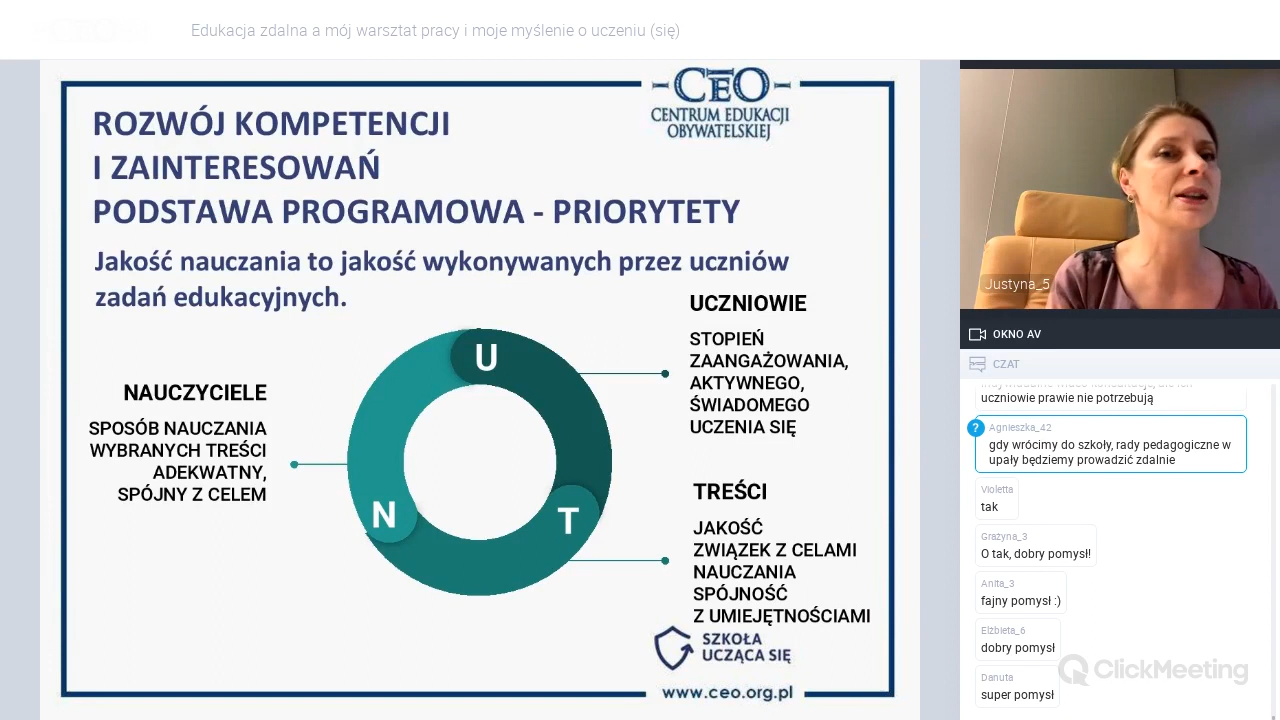 Edukacja zdalna a mój warsztat pracy i moje myślenie o uczeniu (się)
CEO
CENTRUM EDUKACJI
OBYWATELSKIEJ
ROZWÓJ KOMPETENCJI
I ZAINTERESOWAŃ
PODSTAWA PROGRAMOWA - PRIORYTETY
Jakość nauczania to jakość wykonywanych przez uczniów
zadań edukacyjnych.
UCZNIOWIE
STOPIEŃ
ZAANGAŻOWANIA,
AKTYWNEGO,
ŚWIADOMEGO
UCZENIA SIĘ
NAUCZYCIELE
SPOSÓB NAUCZANIA
WYBRANYCH TREŚCI
ADEKWATNY,
SPÓJNY Z CELEM
U
N
T
TREŚCI
JAKOŚĆ
ZWIĄZEK Z CELAMI
NAUCZANIA
SPÓJNOŚĆ
Z UMIEJĘTNOŚCIAMI
SZKOŁA
UCZĄCA SIĘ
www.ceo.org.pl
Justyna_5
OKNO AV
CZAT
uczniowie prawie nie potrzebują
?
Agnieszka_42
gdy wrócimy do szkoły, rady pedagogiczne w
upały będziemy prowadzić zdalnie
Violetta
tak
Grażyna_3
O tak, dobry pomysł!
Anita_3
fajny pomysł :)
Elżbieta_6
dobry pomysł
Danuta
super pomysł
ClickMeeting